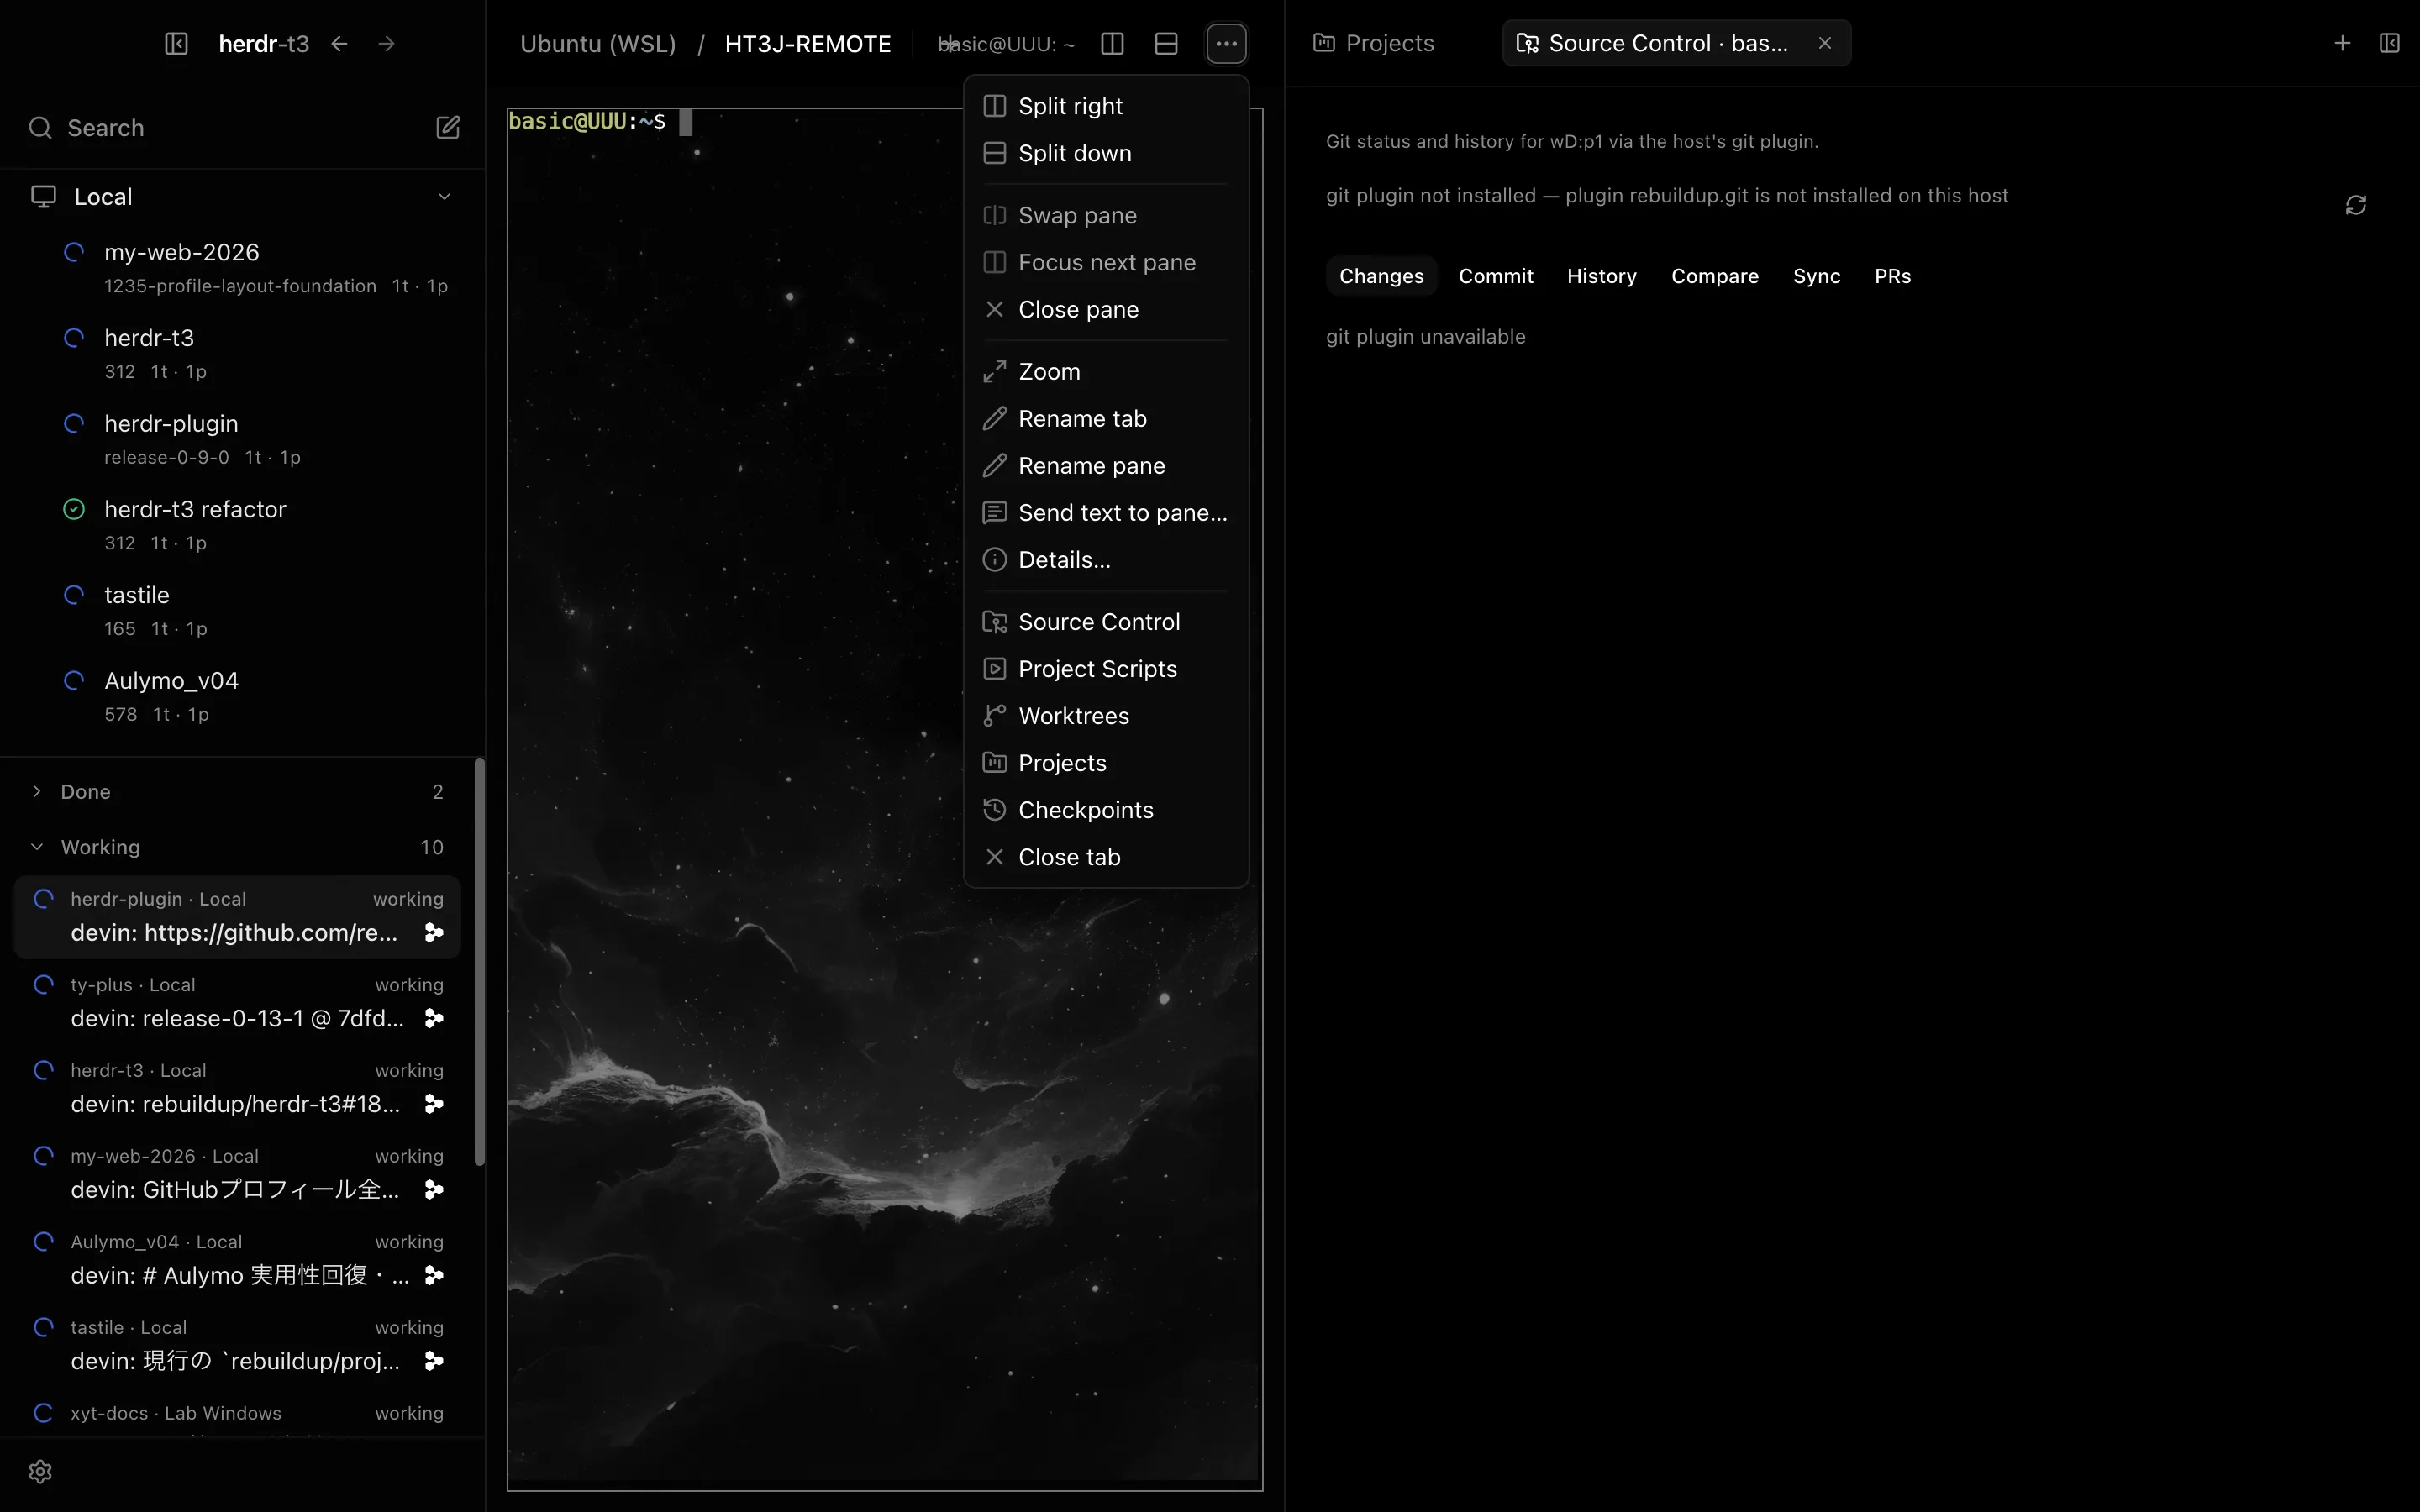 herdr-t3
Search
Local
my-web-2026
1235-profile-layout-foundation 1t · 1p
herdr-t3
312 1t · 1p
herdr-plugin
release-0-9-0 1t · 1p
herdr-t3 refactor
312 1t · 1p
tastile
165 1t · 1p
Aulymo_v04
578 1t · 1p
Done 2
Working 10
herdr-plugin · Local working
devin: https://github.com/re...
ty-plus · Local working
devin: release-0-13-1 @ 7dfd...
herdr-t3 · Local working
devin: rebuildup/herdr-t3#18...
my-web-2026 · Local working
devin: GitHubプロフィール全...
Aulymo_v04 · Local working
devin: # Aulymo 実用性回復・...
tastile · Local working
devin: 現行の `rebuildup/proj...
xyt-docs · Lab Windows working
Ubuntu (WSL) / HT3J-REMOTE
basic@UUU: ~
basic@UUU:~$
Split right
Split down
Swap pane
Focus next pane
Close pane
Zoom
Rename tab
Rename pane
Send text to pane...
Details...
Source Control
Project Scripts
Worktrees
Projects
Checkpoints
Close tab
Projects
Source Control · bas...
Git status and history for wD:p1 via the host's git plugin.
git plugin not installed — plugin rebuildup.git is not installed on this host
Changes Commit History Compare Sync PRs
git plugin unavailable